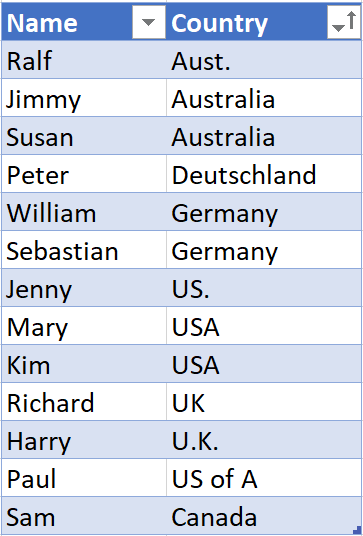 Name Country
Ralf Aust.
Jimmy Australia
Susan Australia
Peter Deutschland
William Germany
Sebastian Germany
Jenny US.
Mary USA
Kim USA
Richard UK
Harry U.K.
Paul US of A
Sam Canada